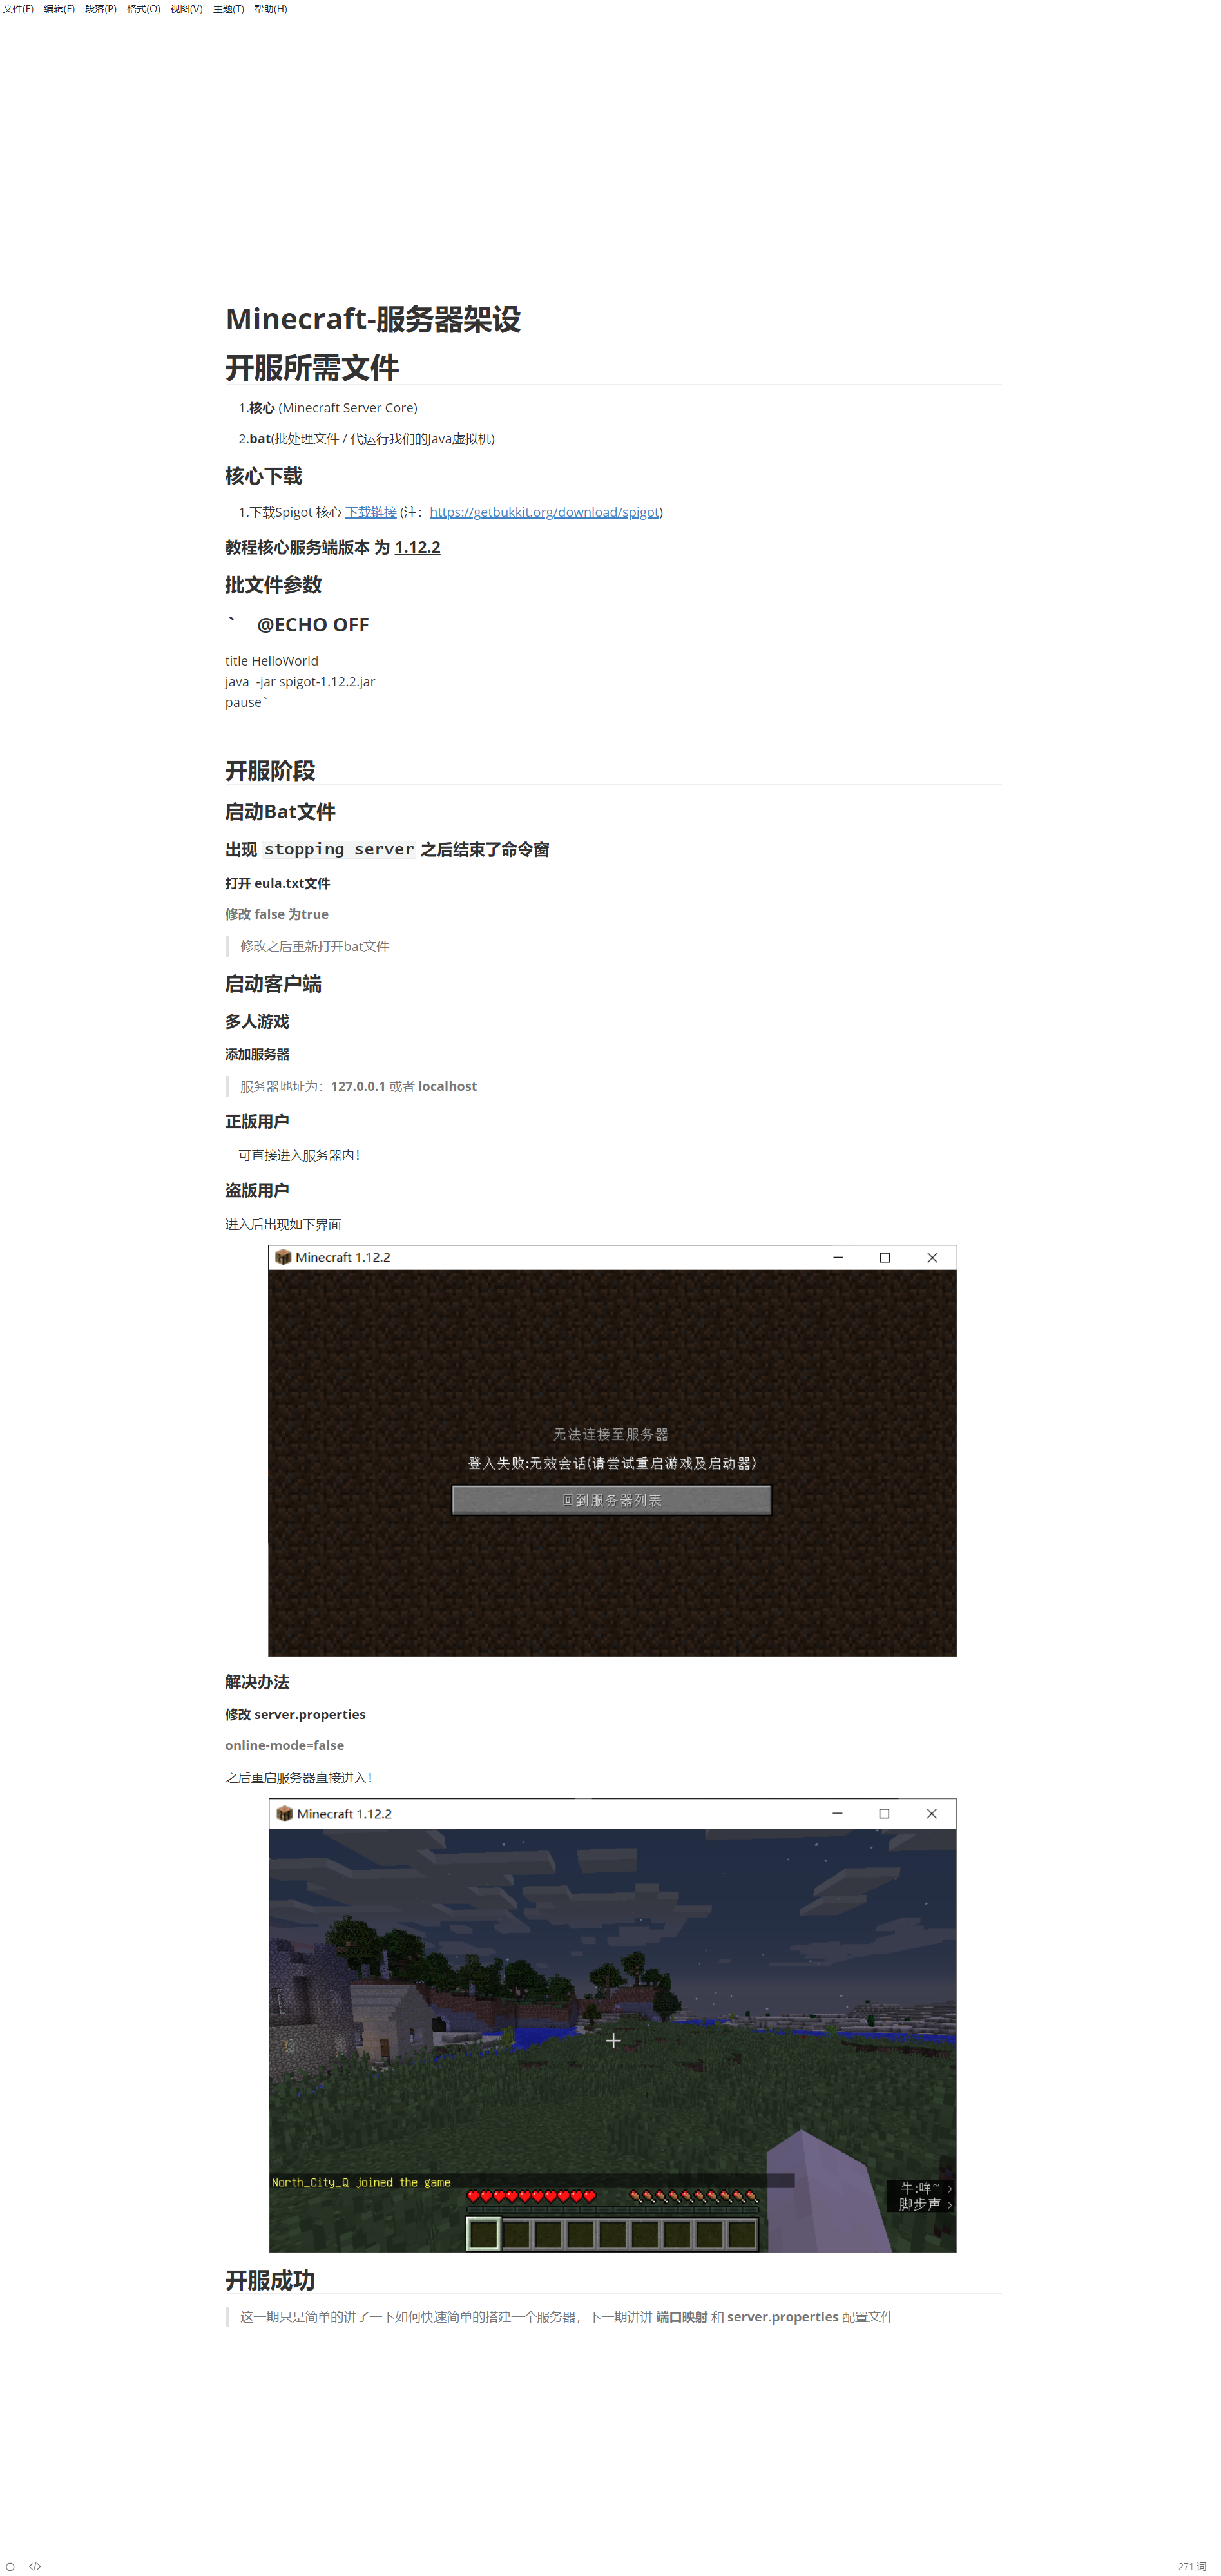 文件(F) 编辑(E) 段落(P) 格式(O) 视图(V) 主题(T) 帮助(H)
Minecraft-服务器架设
开服所需文件
1.核心 (Minecraft Server Core)
2.bat(批处理文件 / 代运行我们的Java虚拟机)
核心下载
1.下载Spigot 核心 下载链接 (注：https://getbukkit.org/download/spigot)
教程核心服务端版本 为 1.12.2
批文件参数
` @ECHO OFF
title HelloWorld
java -jar spigot-1.12.2.jar
pause`
开服阶段
启动Bat文件
出现 stopping server 之后结束了命令窗
打开 eula.txt文件
修改 false 为true
修改之后重新打开bat文件
启动客户端
多人游戏
添加服务器
服务器地址为：127.0.0.1 或者 localhost
正版用户
可直接进入服务器内！
盗版用户
进入后出现如下界面
Minecraft 1.12.2
无法连接至服务器
登入失败:无效会话(请尝试重启游戏及启动器)
回到服务器列表
解决办法
修改 server.properties
online-mode=false
之后重启服务器直接进入！
Minecraft 1.12.2
North_City_Q joined the game
牛:哞~ >
脚步声 >
开服成功
这一期只是简单的讲了一下如何快速简单的搭建一个服务器，下一期讲讲 端口映射 和 server.properties 配置文件
</> 271 词